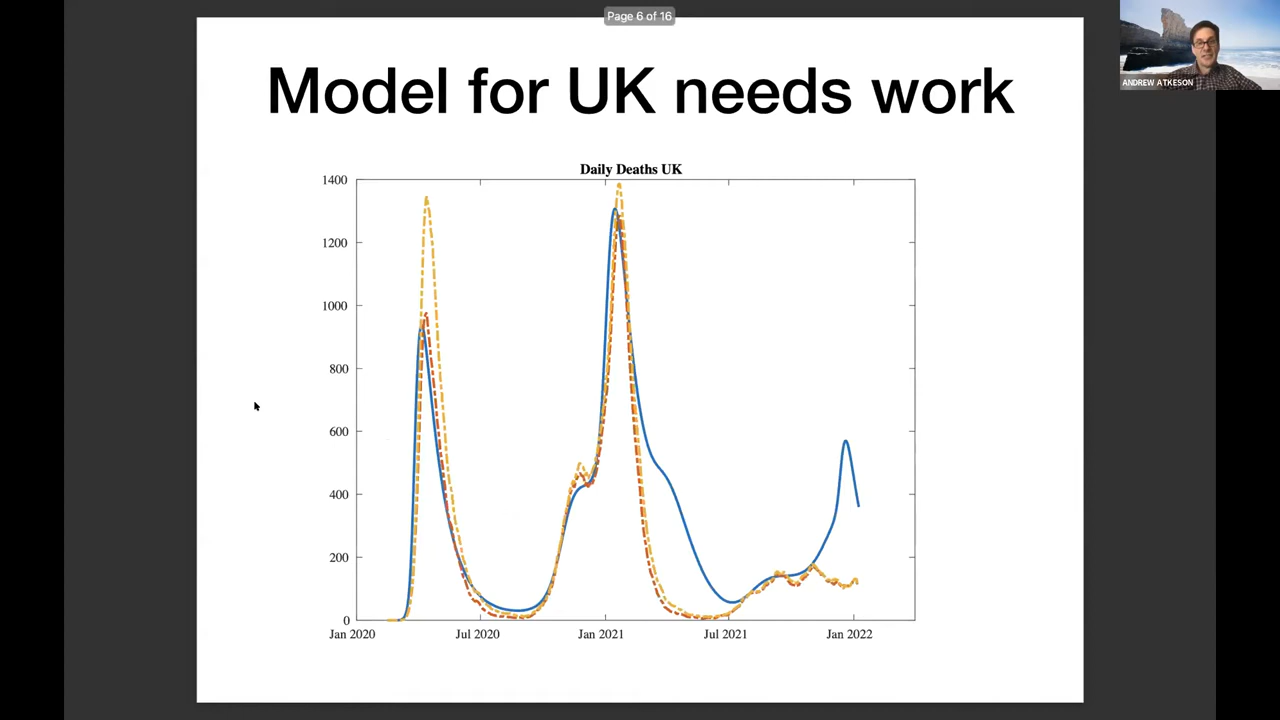 Page 6 of 16
ANDREW ATKESON
Model for UK needs work
Daily Deaths UK
1400
1200
1000
800
600
400
200
0
Jan 2020
Jul 2020
Jan 2021
Jul 2021
Jan 2022